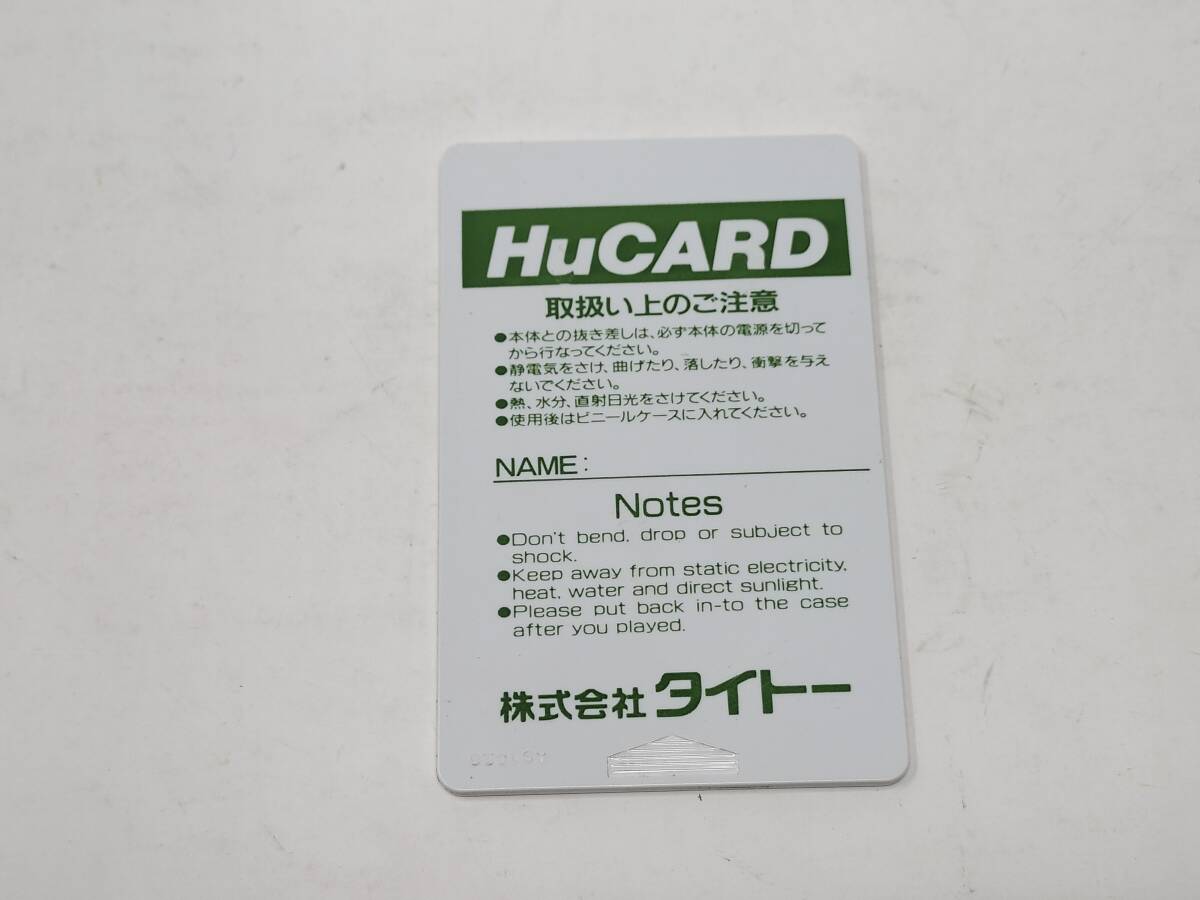 HuCARD
取扱い上のご注意
●本体との抜き差しは、必ず本体の電源を切って
から行なってください。
●静電気をさけ、曲げたり、落したり、衝撃を与え
ないでください。
●熱、水分、直射日光をさけてください。
●使用後はビニールケースに入れてください。
NAME:
Notes
●Don't bend, drop or subject to
shock.
●Keep away from static electricity,
heat, water and direct sunlight.
●Please put back in-to the case
after you played.
株式会社 タイトー